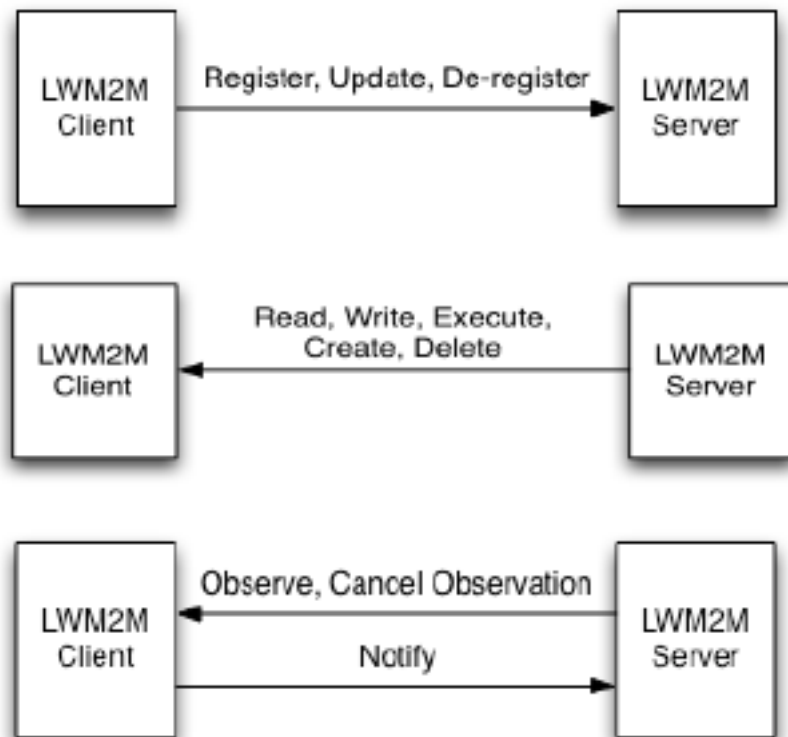 LWM2M
Client
Register, Update, De-register
LWM2M
Server
LWM2M
Client
Read, Write, Execute,
Create, Delete
LWM2M
Server
LWM2M
Client
Observe, Cancel Observation
Notify
LWM2M
Server